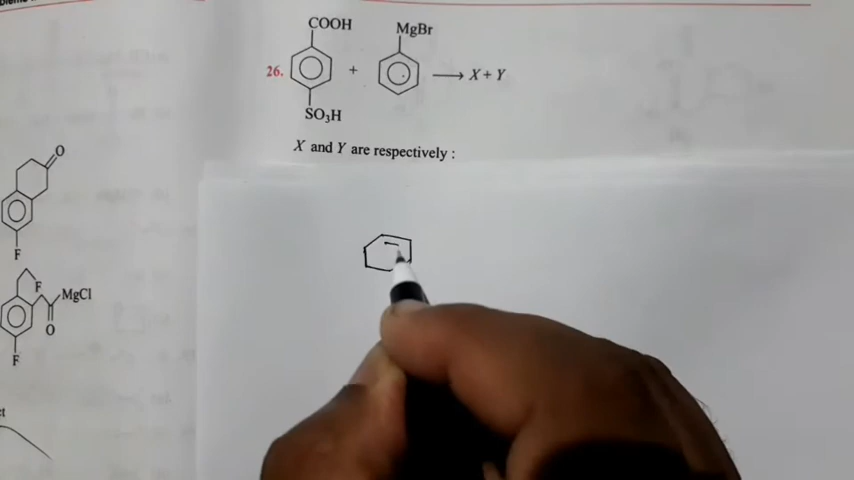 COOH
MgBr
26.
+
X + Y
SO3H
X and Y are respectively :
O
F
F
MgCl
O
F